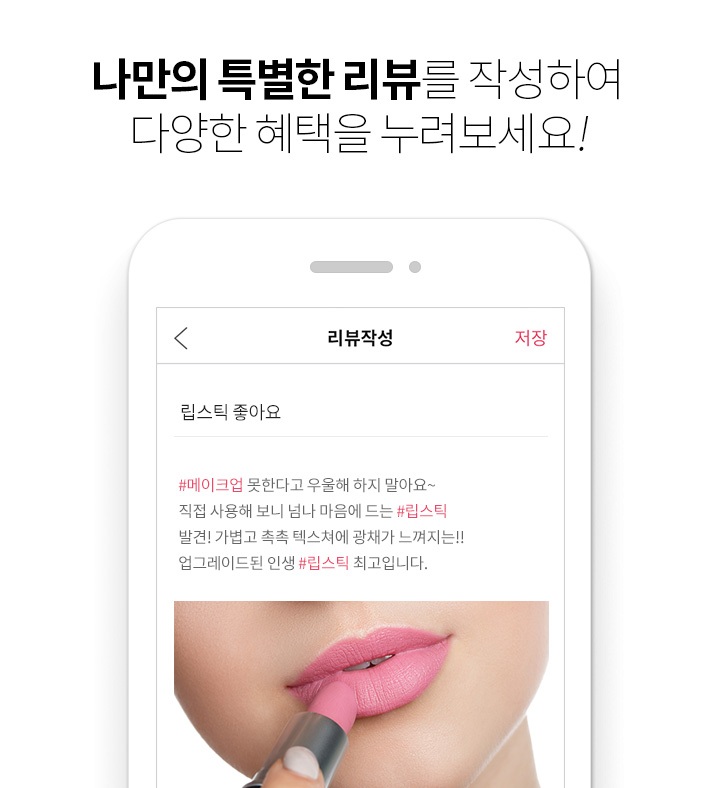 나만의 특별한 리뷰를 작성하여
다양한 혜택을 누려보세요!
리뷰작성
저장
립스틱 좋아요
#메이크업 못한다고 우울해 하지 말아요~
직접 사용해 보니 넘나 마음에 드는 #립스틱
발견! 가볍고 촉촉 텍스쳐에 광채가 느껴지는!!
업그레이드된 인생 #립스틱 최고입니다.